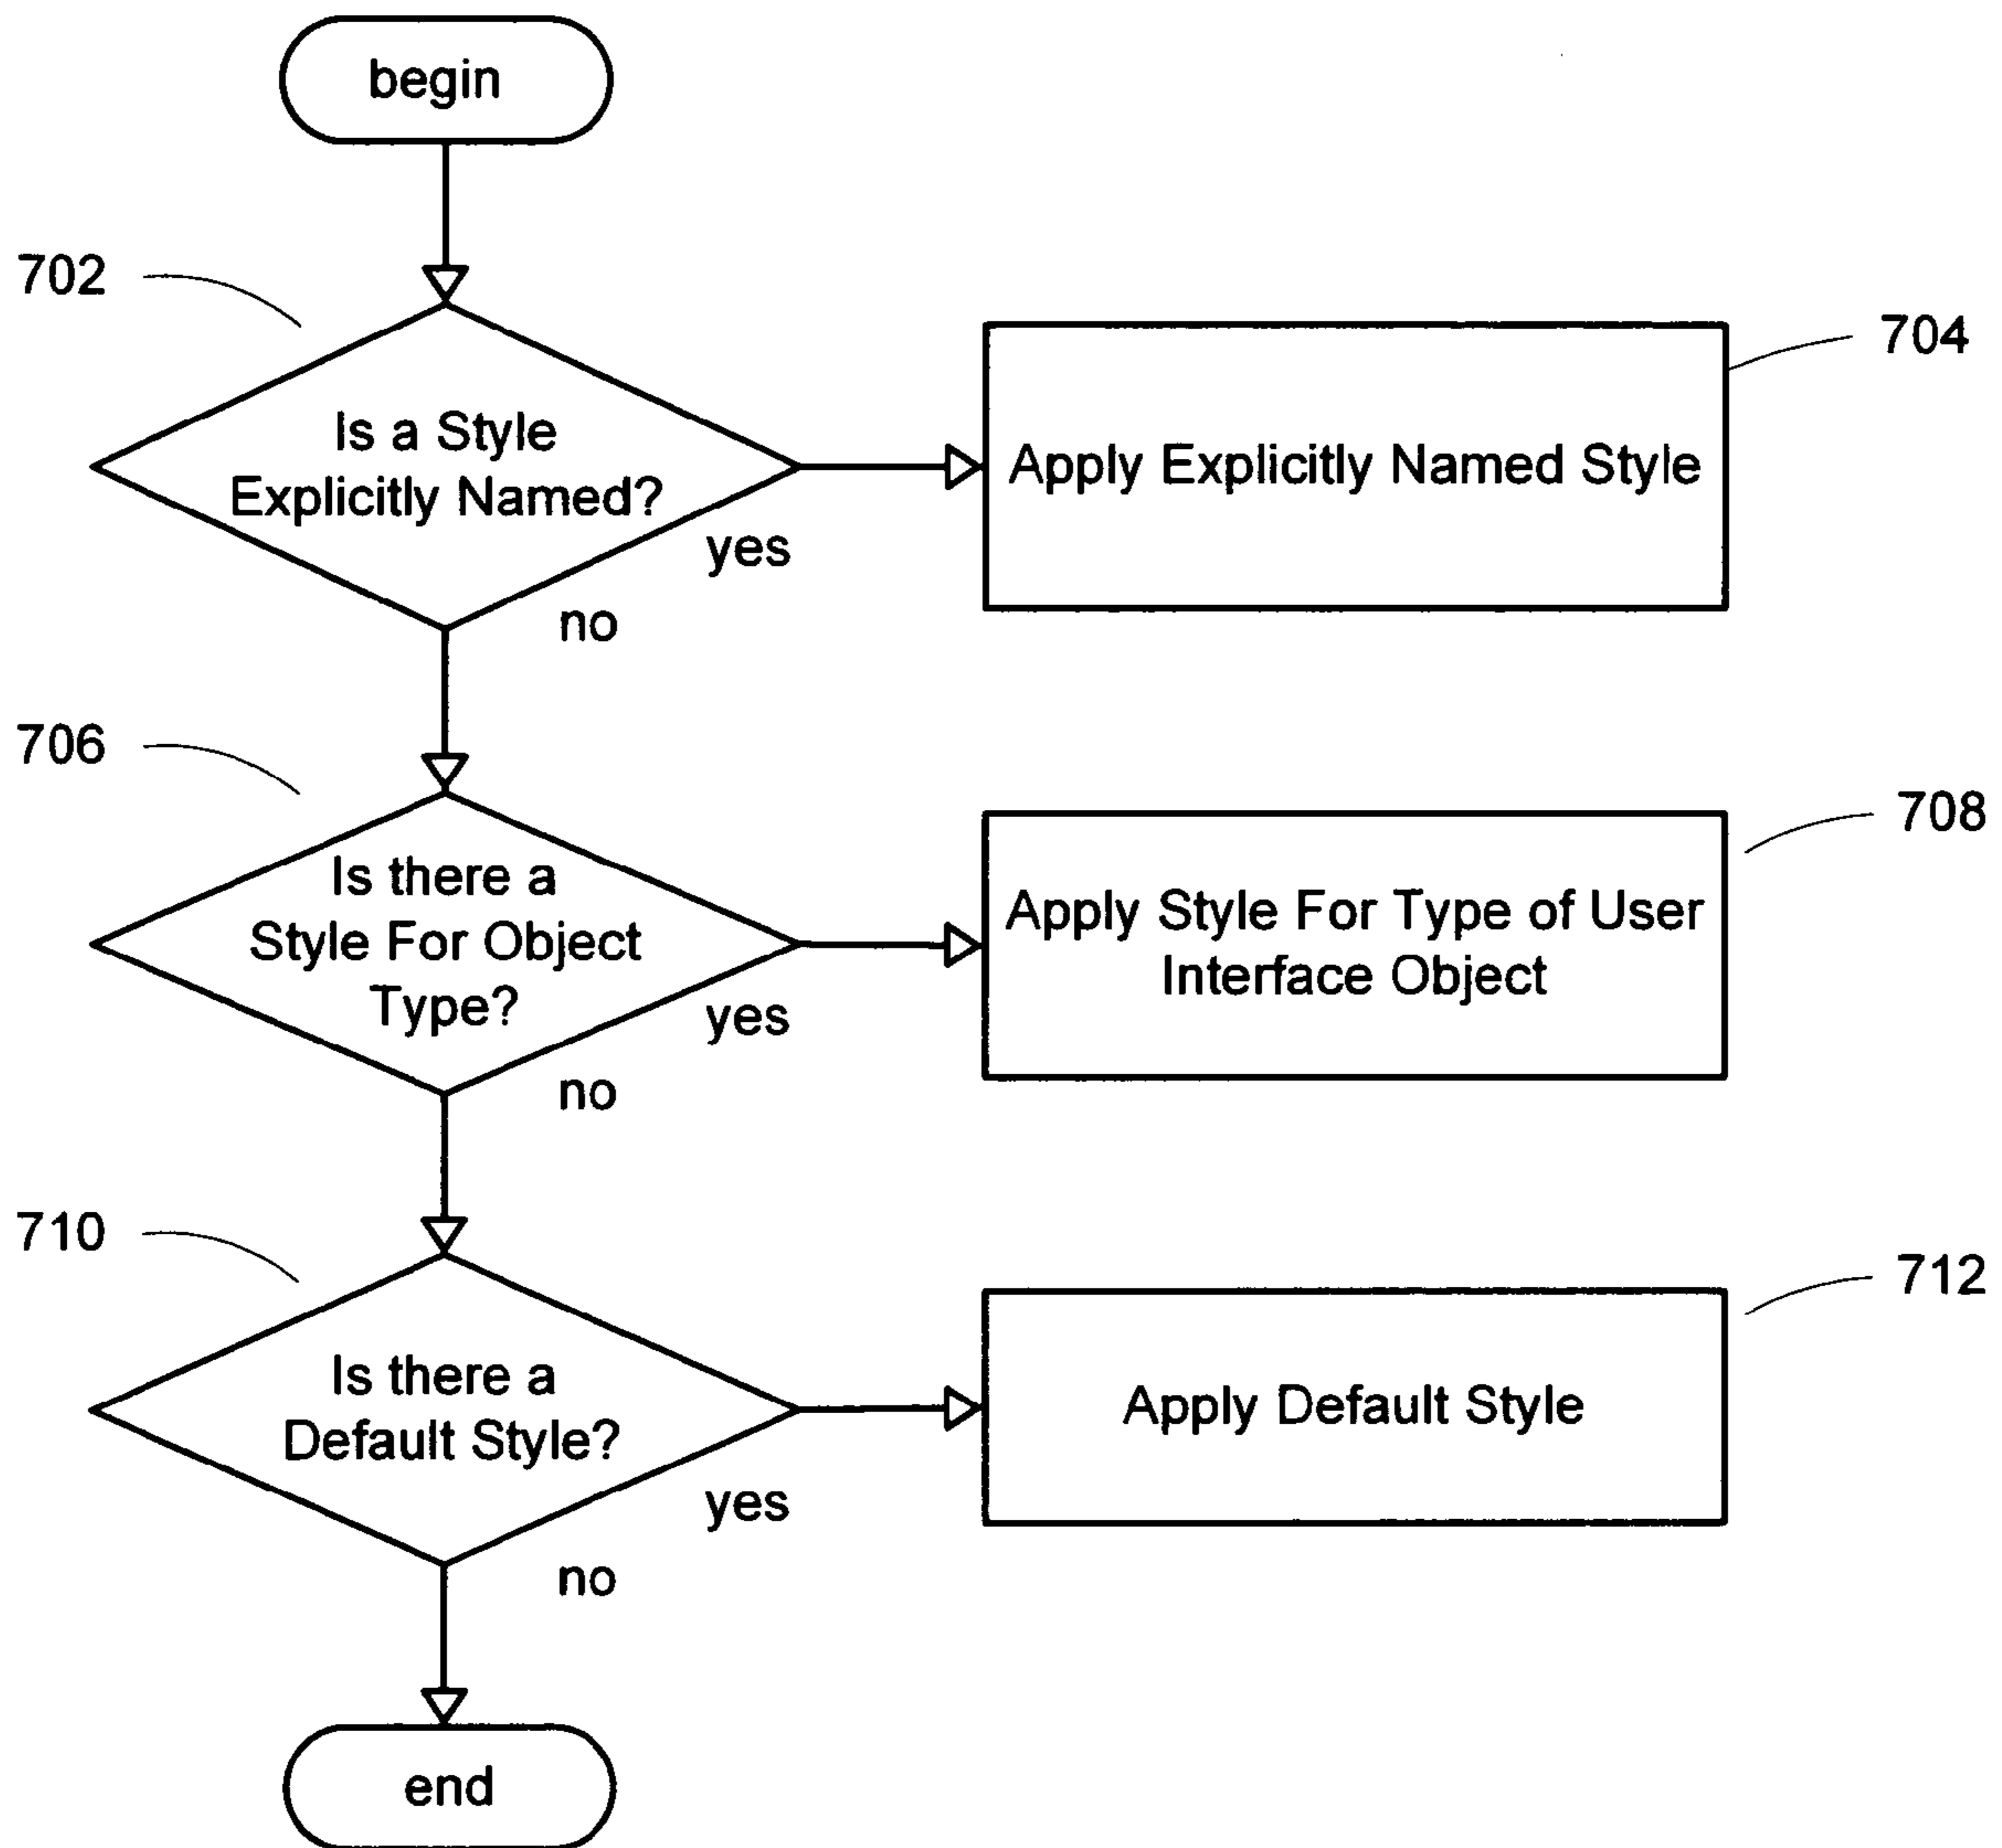 begin
702
704
Is a Style
Explicitly Named?
Apply Explicitly Named Style
yes
no
706
708
Is there a
Style For Object
Type?
Apply Style For Type of User
Interface Object
yes
no
710
712
Is there a
Default Style?
Apply Default Style
yes
no
end